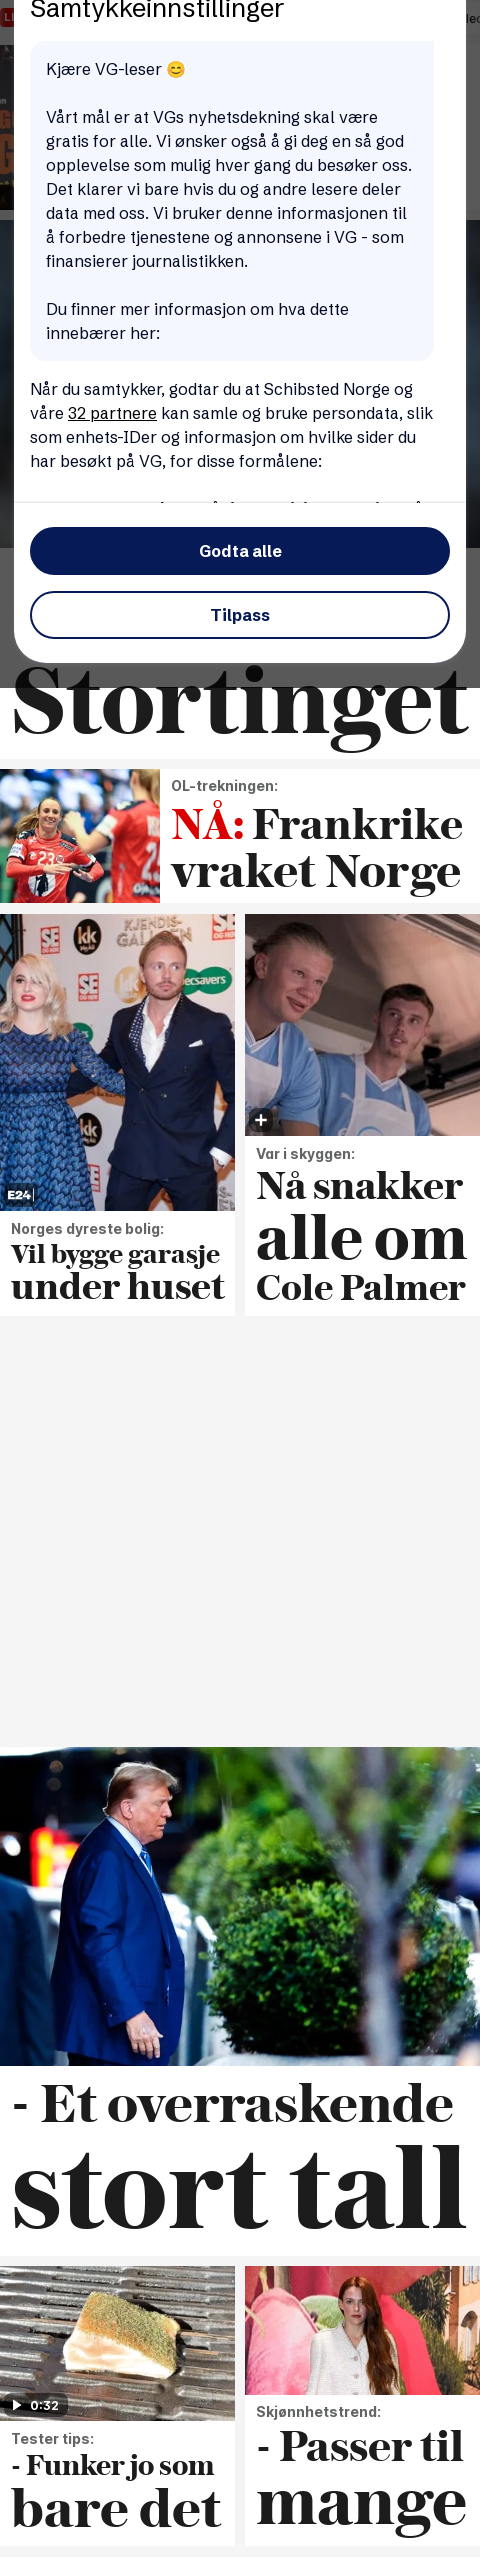 Samtykkeinnstillinger
Kjære VG-leser 😊
Vårt mål er at VGs nyhetsdekning skal være
gratis for alle. Vi ønsker også å gi deg en så god
opplevelse som mulig hver gang du besøker oss.
Det klarer vi bare hvis du og andre lesere deler
data med oss. Vi bruker denne informasjonen til
å forbedre tjenestene og annonsene i VG - som
finansierer journalistikken.
Du finner mer informasjon om hva dette
innebærer her:
Når du samtykker, godtar du at Schibsted Norge og
våre 32 partnere kan samle og bruke persondata, slik
som enhets-IDer og informasjon om hvilke sider du
har besøkt på VG, for disse formålene:
Godta alle
Tilpass
Stortinget
OL-trekningen:
NÅ: Frankrike
vraket Norge
KJENDIS-
GALLAEN
kk
SE
OG HØR
Specsavers
E24
Norges dyreste bolig:
Vil bygge garasje
under huset
Var i skyggen:
Nå snakker
alle om
Cole Palmer
- Et overraskende
stort tall
0:32
Tester tips:
- Funker jo som
bare det
Skjønnhetstrend:
- Passer til
mange